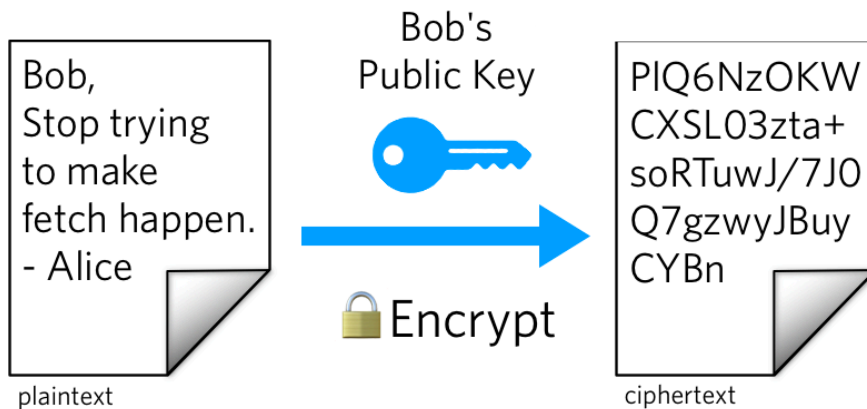 Bob,
Stop trying
to make
fetch happen.
- Alice
plaintext
Bob's
Public Key
Encrypt
PlQ6NzOKW
CXSL03zta+
soRTuwJ/7J0
Q7gzwyJBuy
CYBn
ciphertext